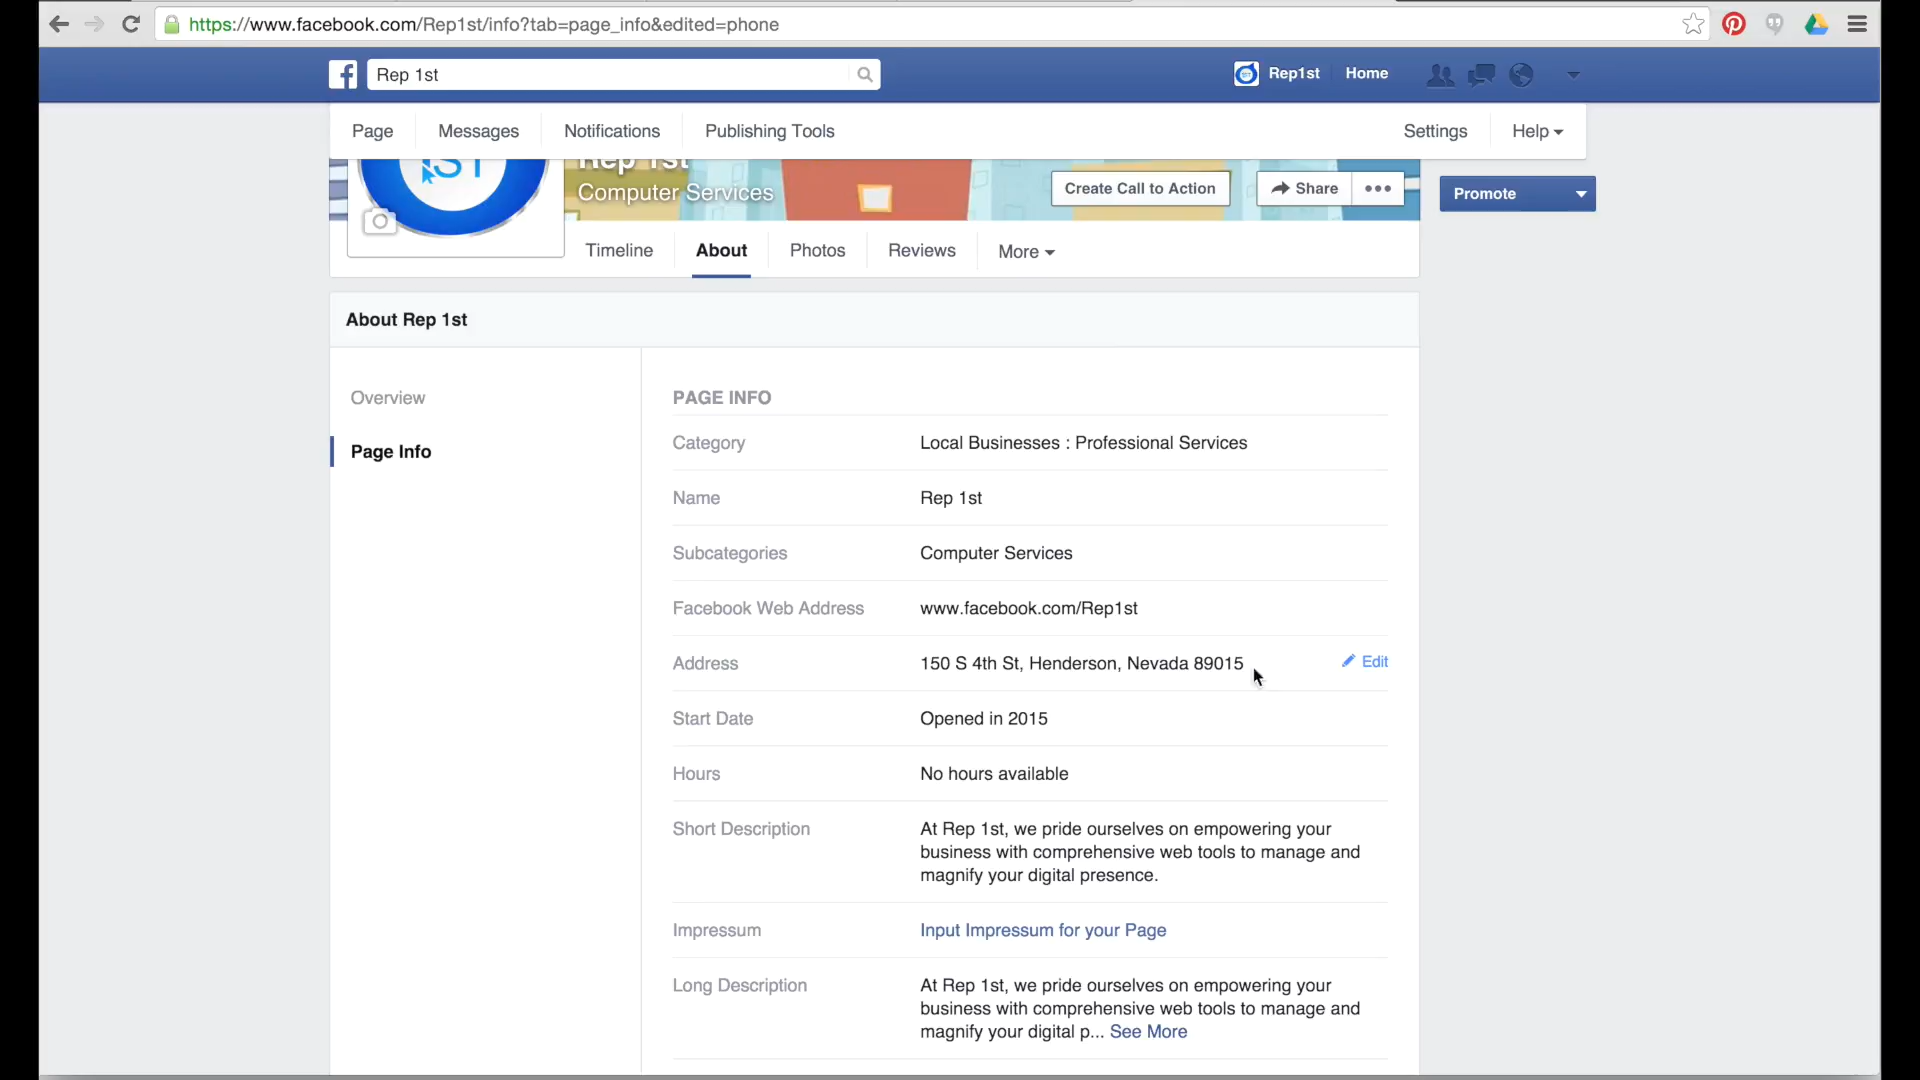 https://www.facebook.com/Rep1st/info?tab=page_info&edited=phone
Rep 1st
Rep1st
Home
Page
Messages
Notifications
Publishing Tools
Settings
Help
1ST
Rep 1st
Computer Services
Create Call to Action
Share
Promote
Timeline
About
Photos
Reviews
More
About Rep 1st
Overview
Page Info
PAGE INFO
Category
Local Businesses : Professional Services
Name
Rep 1st
Subcategories
Computer Services
Facebook Web Address
www.facebook.com/Rep1st
Address
150 S 4th St, Henderson, Nevada 89015
Edit
Start Date
Opened in 2015
Hours
No hours available
Short Description
At Rep 1st, we pride ourselves on empowering your
business with comprehensive web tools to manage and
magnify your digital presence.
Impressum
Input Impressum for your Page
Long Description
At Rep 1st, we pride ourselves on empowering your
business with comprehensive web tools to manage and
magnify your digital p... See More